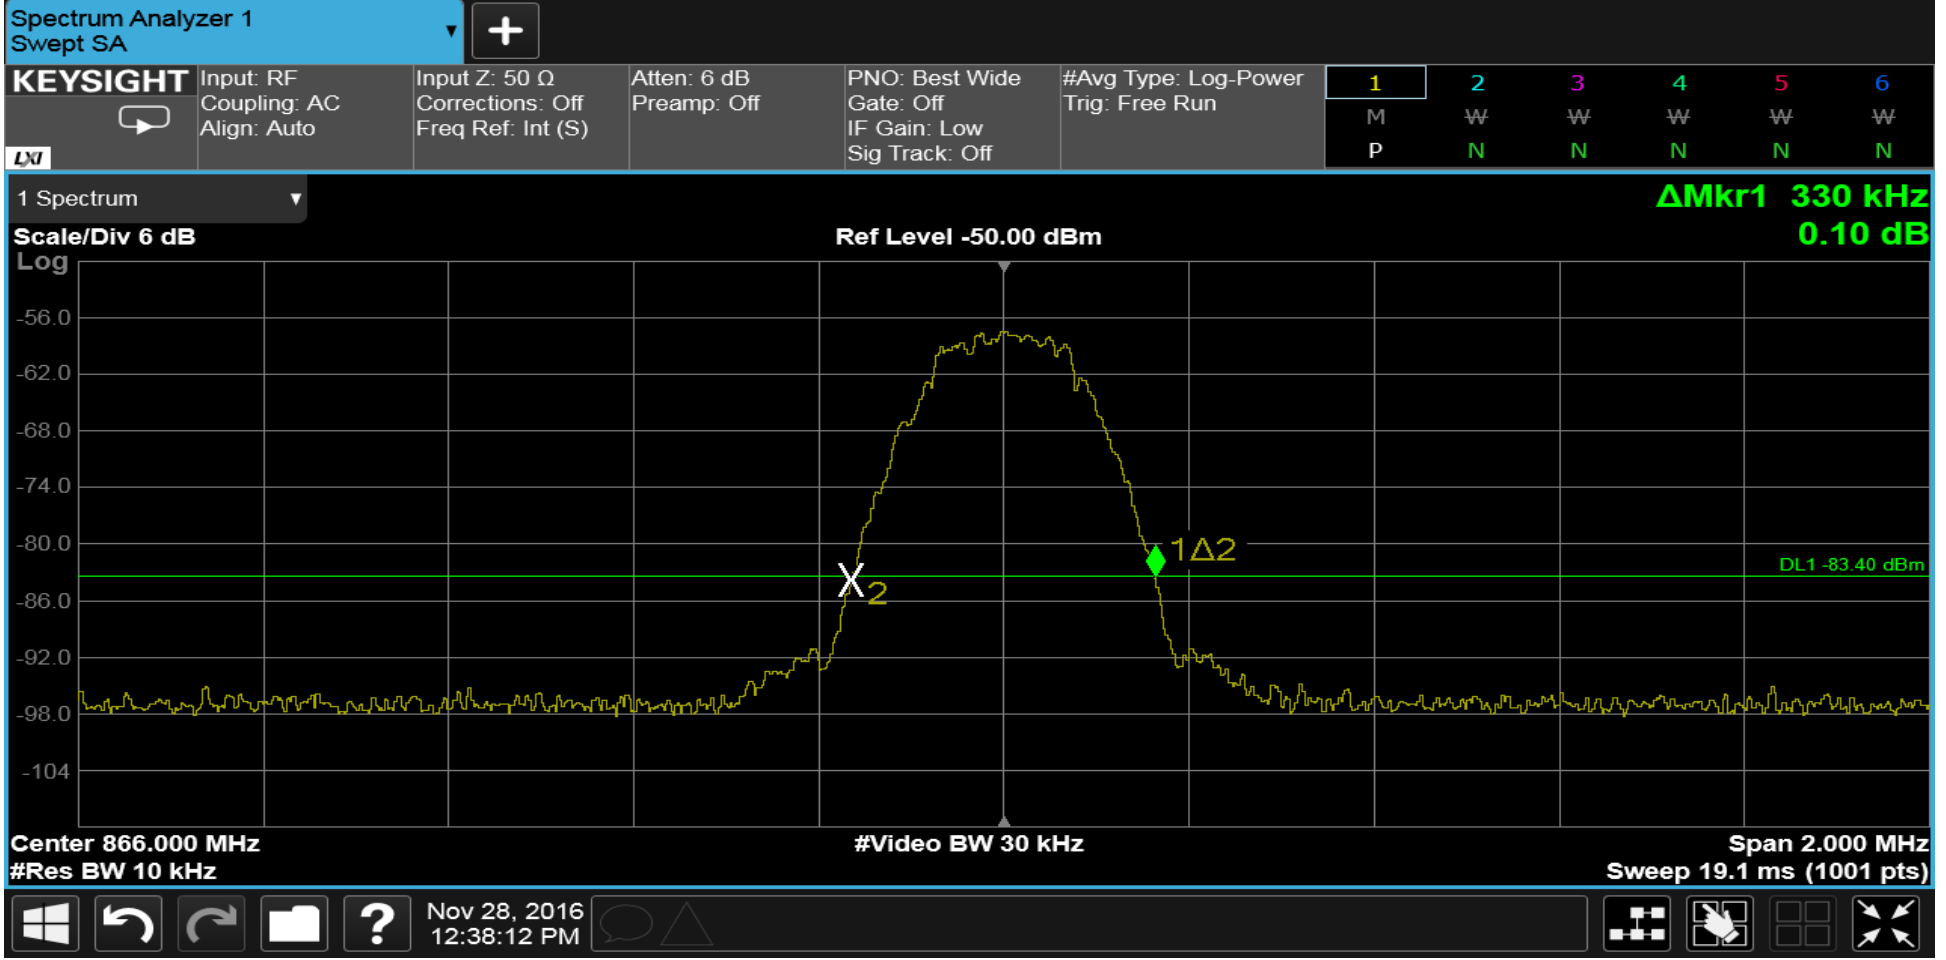 Spectrum Analyzer 1
Swept SA
KEYSIGHT
LXI
Input: RF
Coupling: AC
Align: Auto
Input Z: 50 Ω
Corrections: Off
Freq Ref: Int (S)
Atten: 6 dB
Preamp: Off
PNO: Best Wide
Gate: Off
IF Gain: Low
Sig Track: Off
#Avg Type: Log-Power
Trig: Free Run
1 2 3 4 5 6
M W W W W W
P N N N N N
1 Spectrum
ΔMkr1 330 kHz
0.10 dB
Scale/Div 6 dB
Ref Level -50.00 dBm
Log
-56.0
-62.0
-68.0
-74.0
-80.0
-86.0
-92.0
-98.0
-104
1Δ2
X2
DL1 -83.40 dBm
Center 866.000 MHz
#Video BW 30 kHz
Span 2.000 MHz
#Res BW 10 kHz
Sweep 19.1 ms (1001 pts)
?
Nov 28, 2016
12:38:12 PM